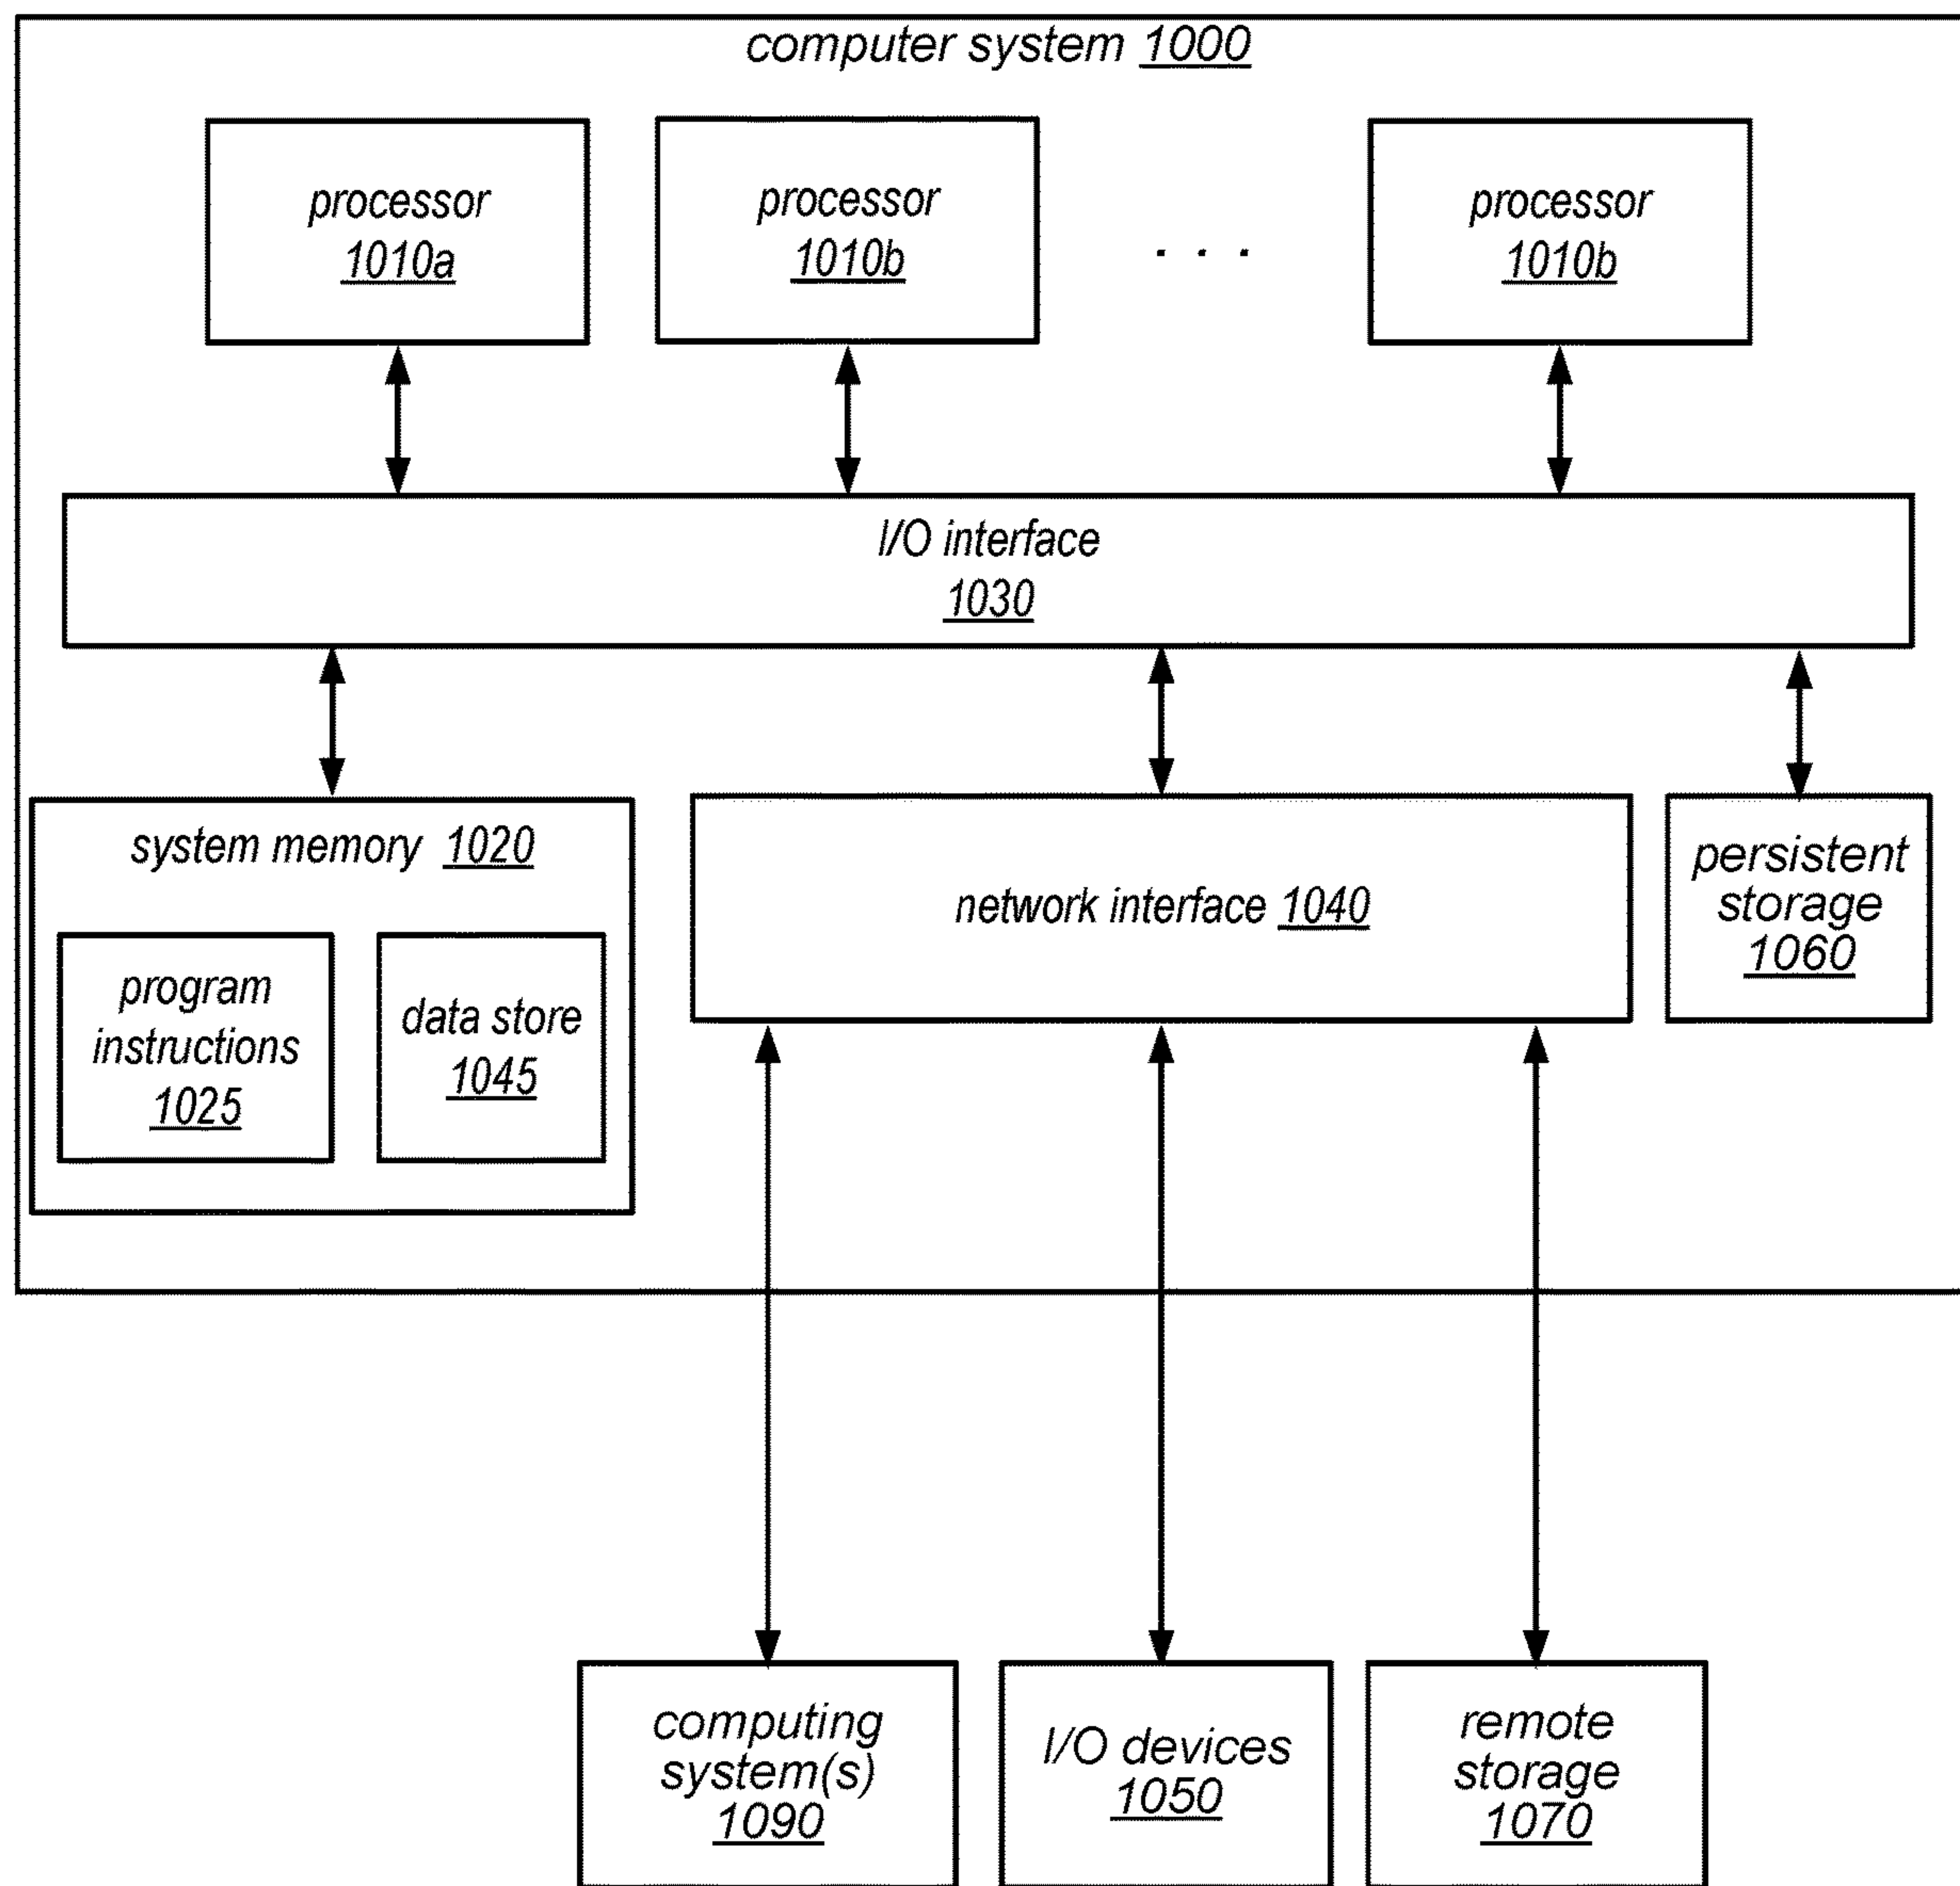 computer system 1000
processor
1010a
processor
1010b
. . .
processor
1010b
I/O interface
1030
system memory 1020
program
instructions
1025
data store
1045
network interface 1040
persistent
storage
1060
computing
system(s)
1090
I/O devices
1050
remote
storage
1070